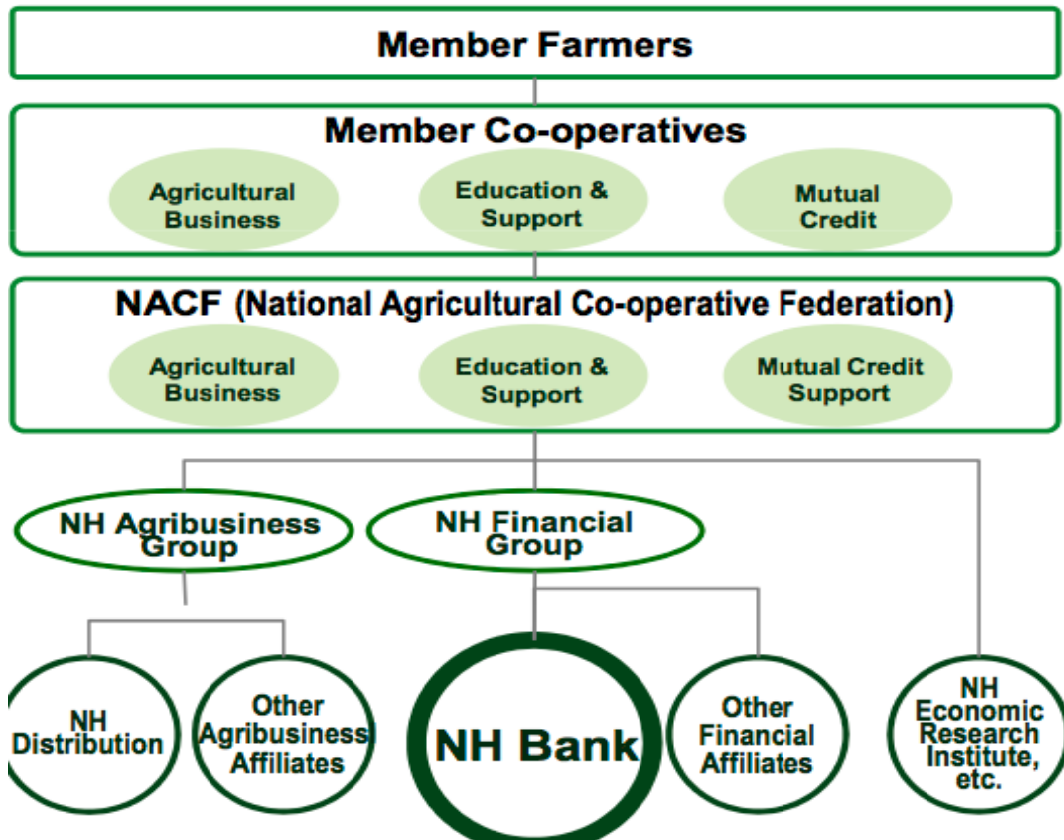 Member Farmers
Member Co-operatives
Agricultural
Business
Education &
Support
Mutual
Credit
NACF (National Agricultural Co-operative Federation)
Agricultural
Business
Education &
Support
Mutual Credit
Support
NH Agribusiness
Group
NH Financial
Group
NH
Distribution
Other
Agribusiness
Affiliates
NH Bank
Other
Financial
Affiliates
NH
Economic
Research
Institute,
etc.